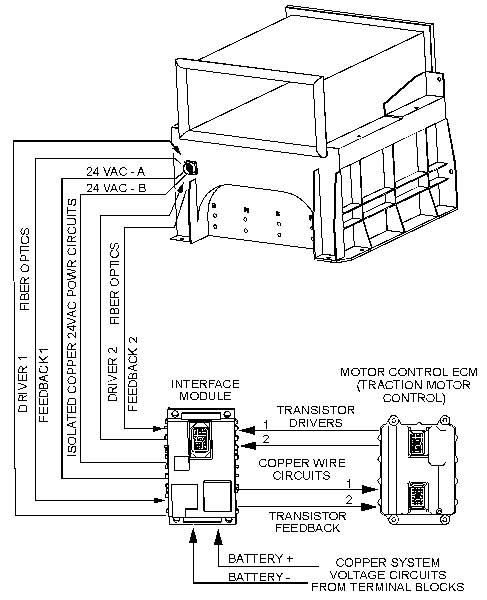 24 VAC - A
24 VAC - B
DRIVER 1 FIBER OPTICS
FEEDBACK 1
ISOLATED COPPER 24VAC POWR CIRCUITS
DRIVER 2 FIBER OPTICS
FEEDBACK 2
INTERFACE
MODULE
MOTOR CONTROL ECM
(TRACTION MOTOR
CONTROL)
TRANSISTOR
DRIVERS
1
2
COPPER WIRE
CIRCUITS
1
2
TRANSISTOR
FEEDBACK
BATTERY +
BATTERY -
COPPER SYSTEM
VOLTAGE CIRCUITS
FROM TERMINAL BLOCKS